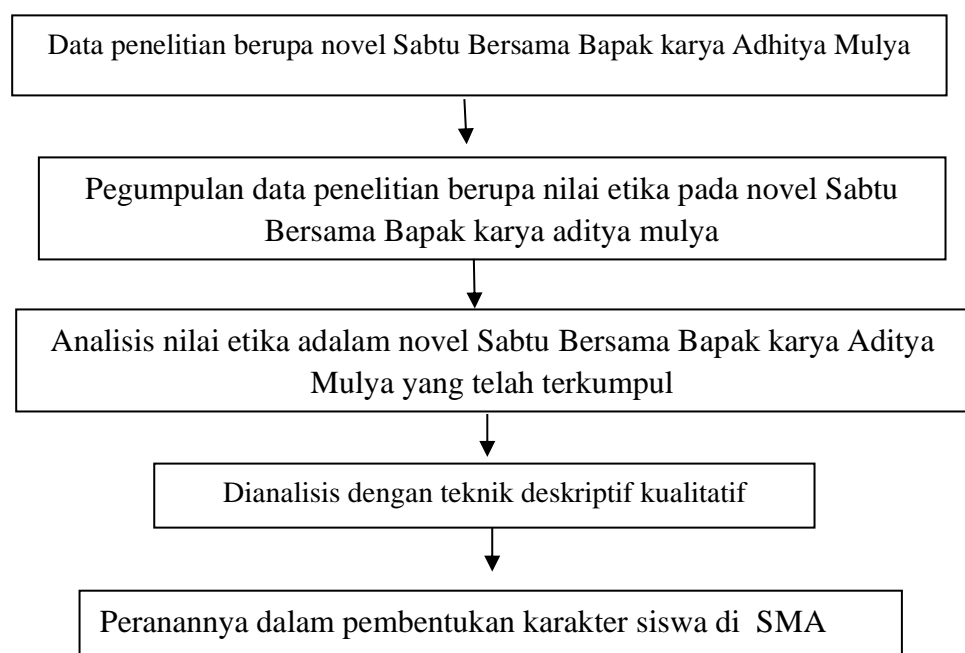 Data penelitian berupa novel Sabtu Bersama Bapak karya Adhitya Mulya
Pegumpulan data penelitian berupa nilai etika pada novel Sabtu
Bersama Bapak karya aditya mulya
Analisis nilai etika adalam novel Sabtu Bersama Bapak karya Aditya
Mulya yang telah terkumpul
Dianalisis dengan teknik deskriptif kualitatif
Peranannya dalam pembentukan karakter siswa di SMA